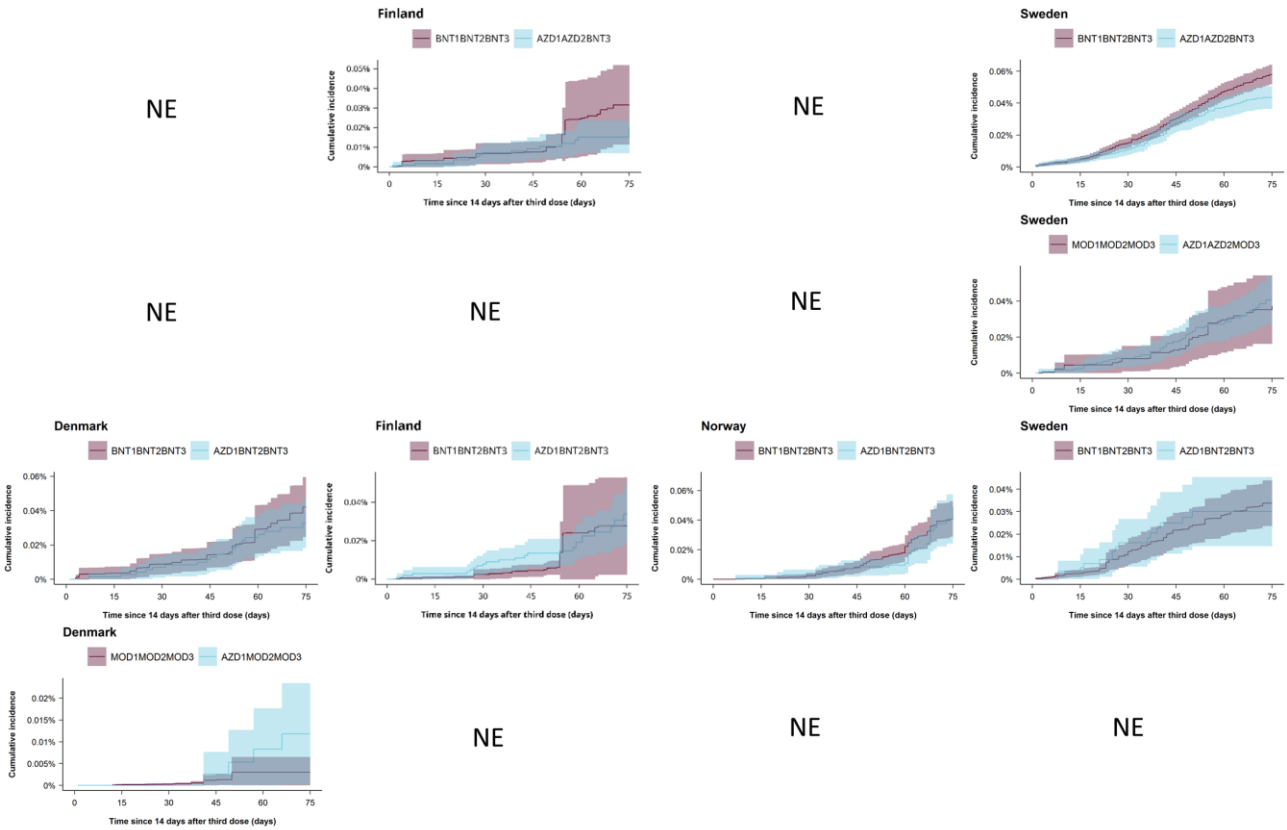 Finland
BNT1BNT2BNT3 AZD1AZD2BNT3
Cumulative incidence
0.05%
0.04%
0.03%
0.02%
0.01%
0%
0 15 30 45 60 75
Time since 14 days after third dose (days)
Sweden
BNT1BNT2BNT3 AZD1AZD2BNT3
Cumulative incidence
0.06%
0.04%
0.02%
0%
0 15 30 45 60 75
Time since 14 days after third dose (days)
NE
NE
Sweden
MOD1MOD2MOD3 AZD1AZD2MOD3
Cumulative incidence
0.04%
0.02%
0%
0 15 30 45 60 75
Time since 14 days after third dose (days)
NE
NE
NE
Denmark
BNT1BNT2BNT3 AZD1BNT2BNT3
Cumulative incidence
0.06%
0.04%
0.02%
0%
0 15 30 45 60 75
Time since 14 days after third dose (days)
Finland
BNT1BNT2BNT3 AZD1BNT2BNT3
Cumulative incidence
0.04%
0.02%
0%
0 15 30 45 60 75
Time since 14 days after third dose (days)
Norway
BNT1BNT2BNT3 AZD1BNT2BNT3
Cumulative incidence
0.06%
0.04%
0.02%
0%
0 15 30 45 60 75
Time since 14 days after third dose (days)
Sweden
BNT1BNT2BNT3 AZD1BNT2BNT3
Cumulative incidence
0.04%
0.03%
0.02%
0.01%
0%
0 15 30 45 60 75
Time since 14 days after third dose (days)
Denmark
MOD1MOD2MOD3 AZD1MOD2MOD3
Cumulative incidence
0.02%
0.015%
0.01%
0.005%
0%
0 15 30 45 60 75
Time since 14 days after third dose (days)
NE
NE
NE